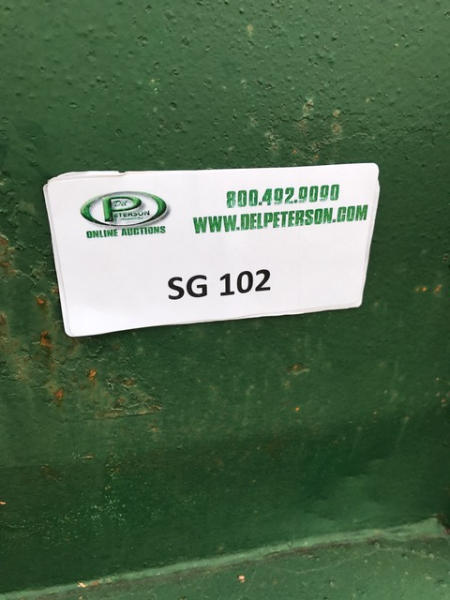 Del
PETERSON
ONLINE AUCTIONS
800.492.9090
WWW.DELPETERSON.COM
SG 102